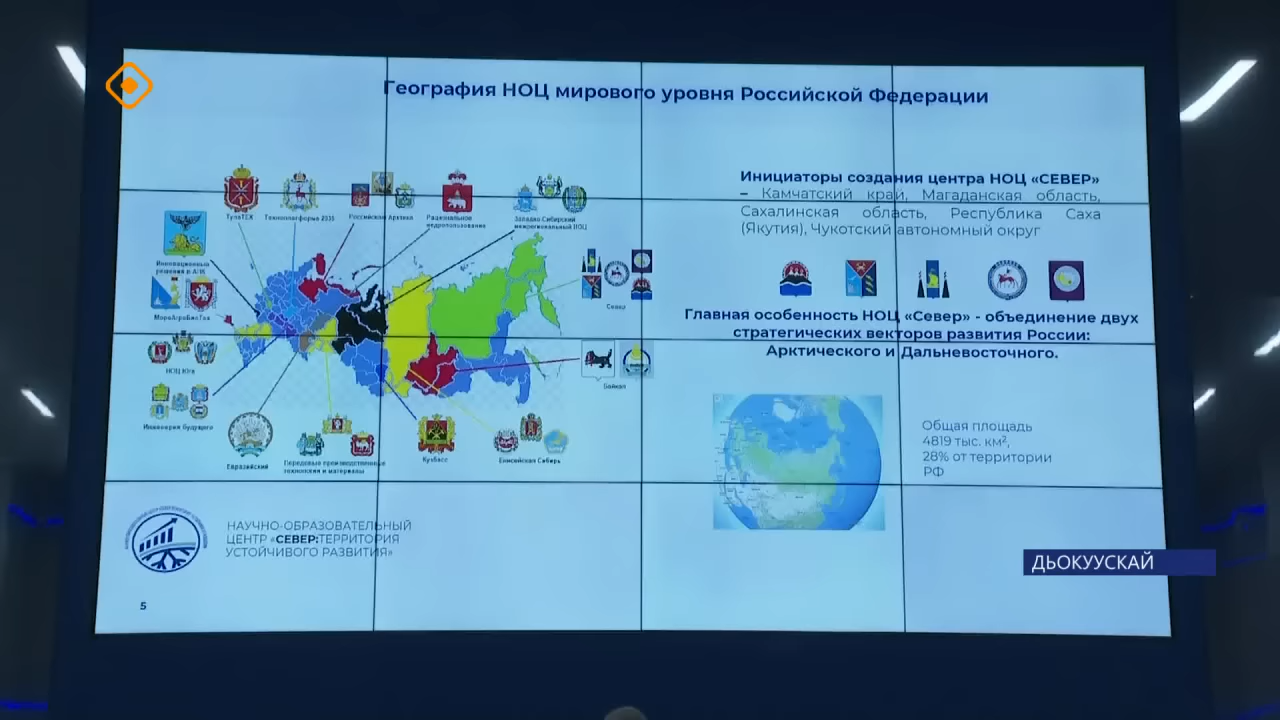 География НОЦ мирового уровня Российской Федерации
ТулаТЕХ
Техноплатформа 2035
Российская Арктика
Рациональное
недропользование
Западно-Сибирский
межрегиональный НОЦ
Инновационные
решения в АПК
МореАгроБиоТех
НОЦ Юга
Инженерия будущего
Евразийский
Передовые производственные
технологии и материалы
Кузбасс
Енисейская Сибирь
Байкал
Север
Инициаторы создания центра НОЦ «СЕВЕР»
– Камчатский край, Магаданская область,
Сахалинская область, Республика Саха
(Якутия), Чукотский автономный округ
Главная особенность НОЦ «Север» - объединение двух
стратегических векторов развития России:
Арктического и Дальневосточного.
Общая площадь
4819 тыс. км²,
28% от территории
РФ
НАУЧНО-ОБРАЗОВАТЕЛЬНЫЙ
ЦЕНТР «СЕВЕР:ТЕРРИТОРИЯ
УСТОЙЧИВОГО РАЗВИТИЯ»
5
ДЬОКУУСКАЙ